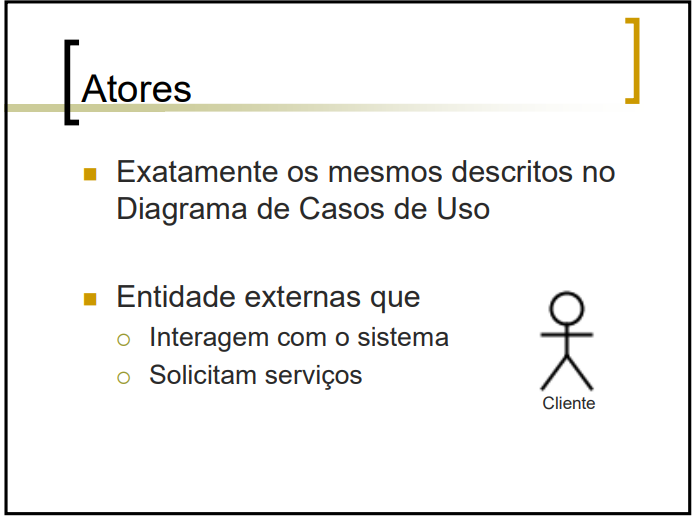 Atores
Exatamente os mesmos descritos no
Diagrama de Casos de Uso
Entidade externas que
Interagem com o sistema
Solicitam serviços
Cliente